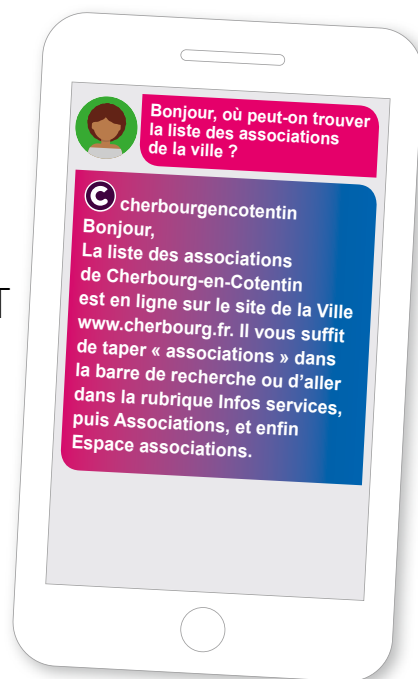 Bonjour, où peut-on trouver
la liste des associations
de la ville ?
C cherbourgencotentin
Bonjour,
La liste des associations
de Cherbourg-en-Cotentin
est en ligne sur le site de la Ville
www.cherbourg.fr. Il vous suffit
de taper « associations » dans
la barre de recherche ou d’aller
dans la rubrique Infos services,
puis Associations, et enfin
Espace associations.
T